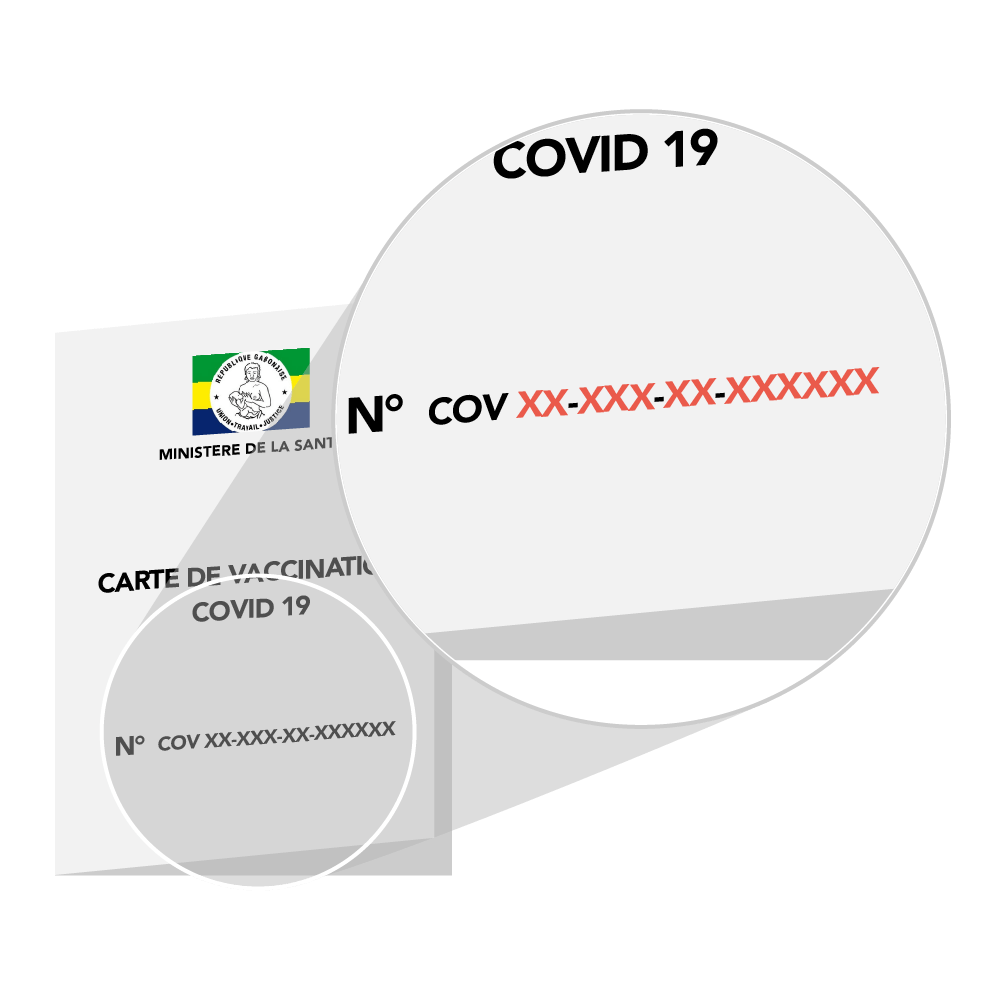 COVID 19
N° COV XX-XXX-XX-XXXXXX
REPUBLIQUE GABONAISE
UNION•TRAVAIL•JUSTICE
MINISTERE DE LA SANT
CARTE DE VACCINATIO
COVID 19
N° COV XX-XXX-XX-XXXXXX